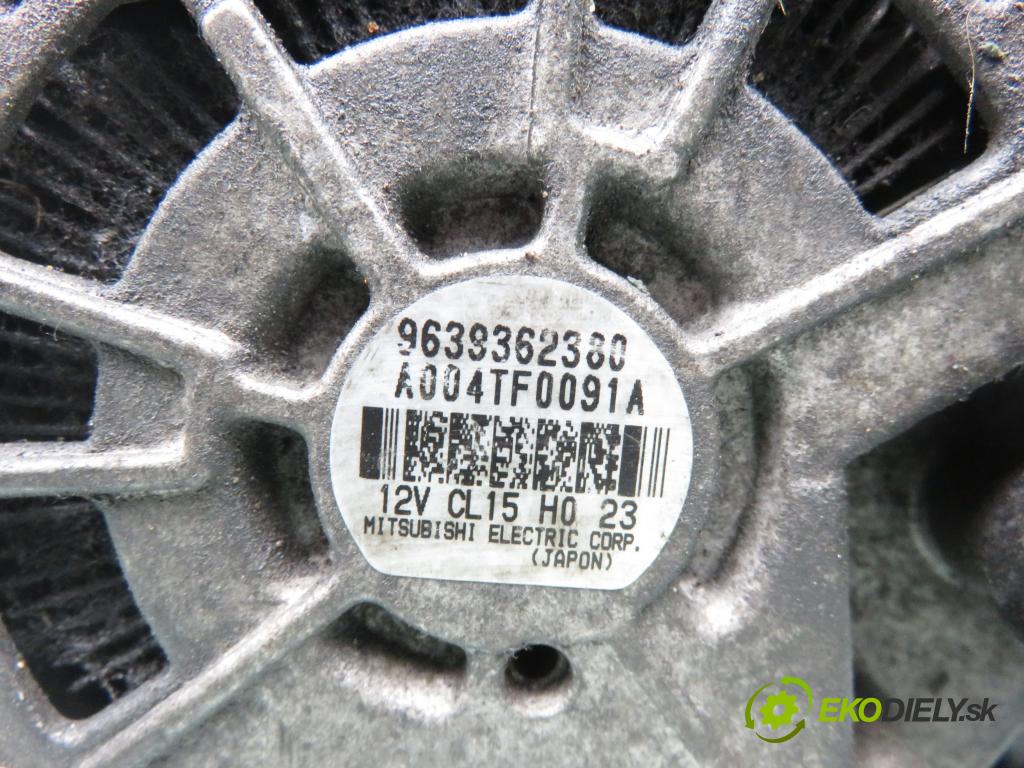 9639362380
A004TF0091A
12V CL15 H0 23
MITSUBISHI ELECTRIC CORP.
(JAPON)
EKODIELY.sk